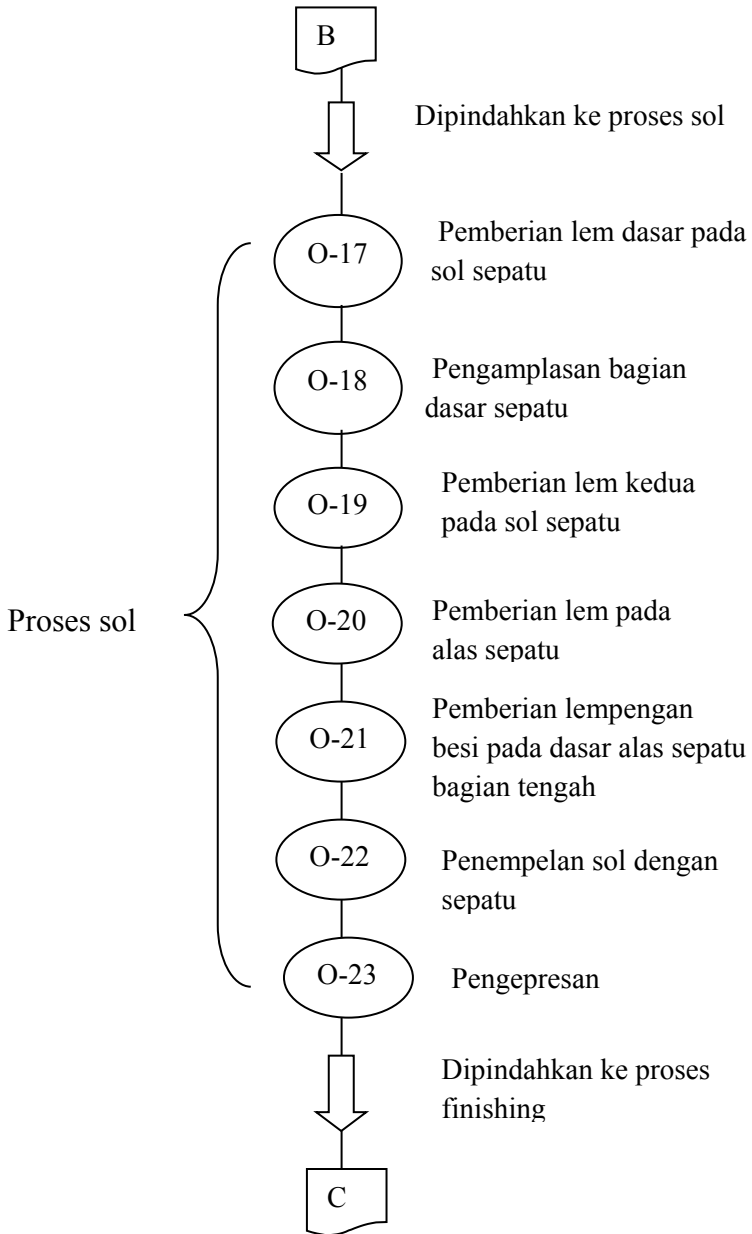 B
Dipindahkan ke proses sol
O-17
Pemberian lem dasar pada
sol sepatu
O-18
Pengamplasan bagian
dasar sepatu
O-19
Pemberian lem kedua
pada sol sepatu
Proses sol
O-20
Pemberian lem pada
alas sepatu
O-21
Pemberian lempengan
besi pada dasar alas sepatu
bagian tengah
O-22
Penempelan sol dengan
sepatu
O-23
Pengepresan
Dipindahkan ke proses
finishing
C